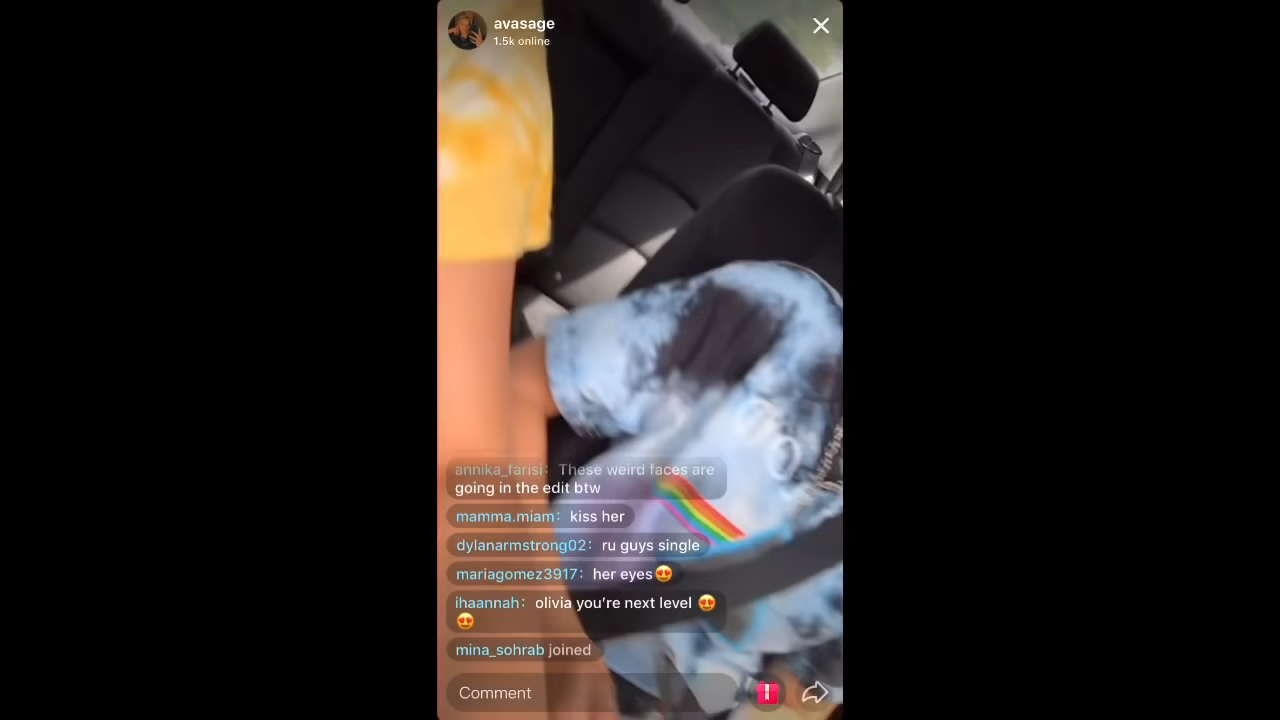 avasage
1.5k online
annika_farisi: These weird faces are
going in the edit btw
mamma.miam: kiss her
dylanarmstrong02: ru guys single
mariagomez3917: her eyes😍
ihaannah: olivia you’re next level 😍
😍
mina_sohrab joined
Comment